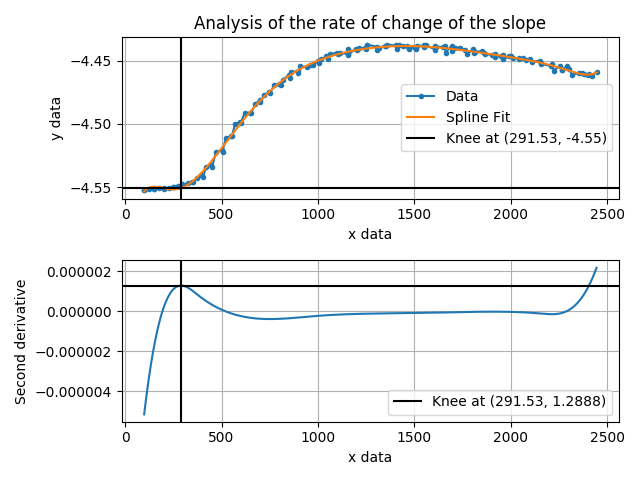 Analysis of the rate of change of the slope
−4.45
−4.50
−4.55
y data
Data
Spline Fit
Knee at (291.53, -4.55)
0
500
1000
1500
2000
2500
x data
0.000002
0.000000
−0.000002
−0.000004
Second derivative
Knee at (291.53, 1.2888)
0
500
1000
1500
2000
2500
x data